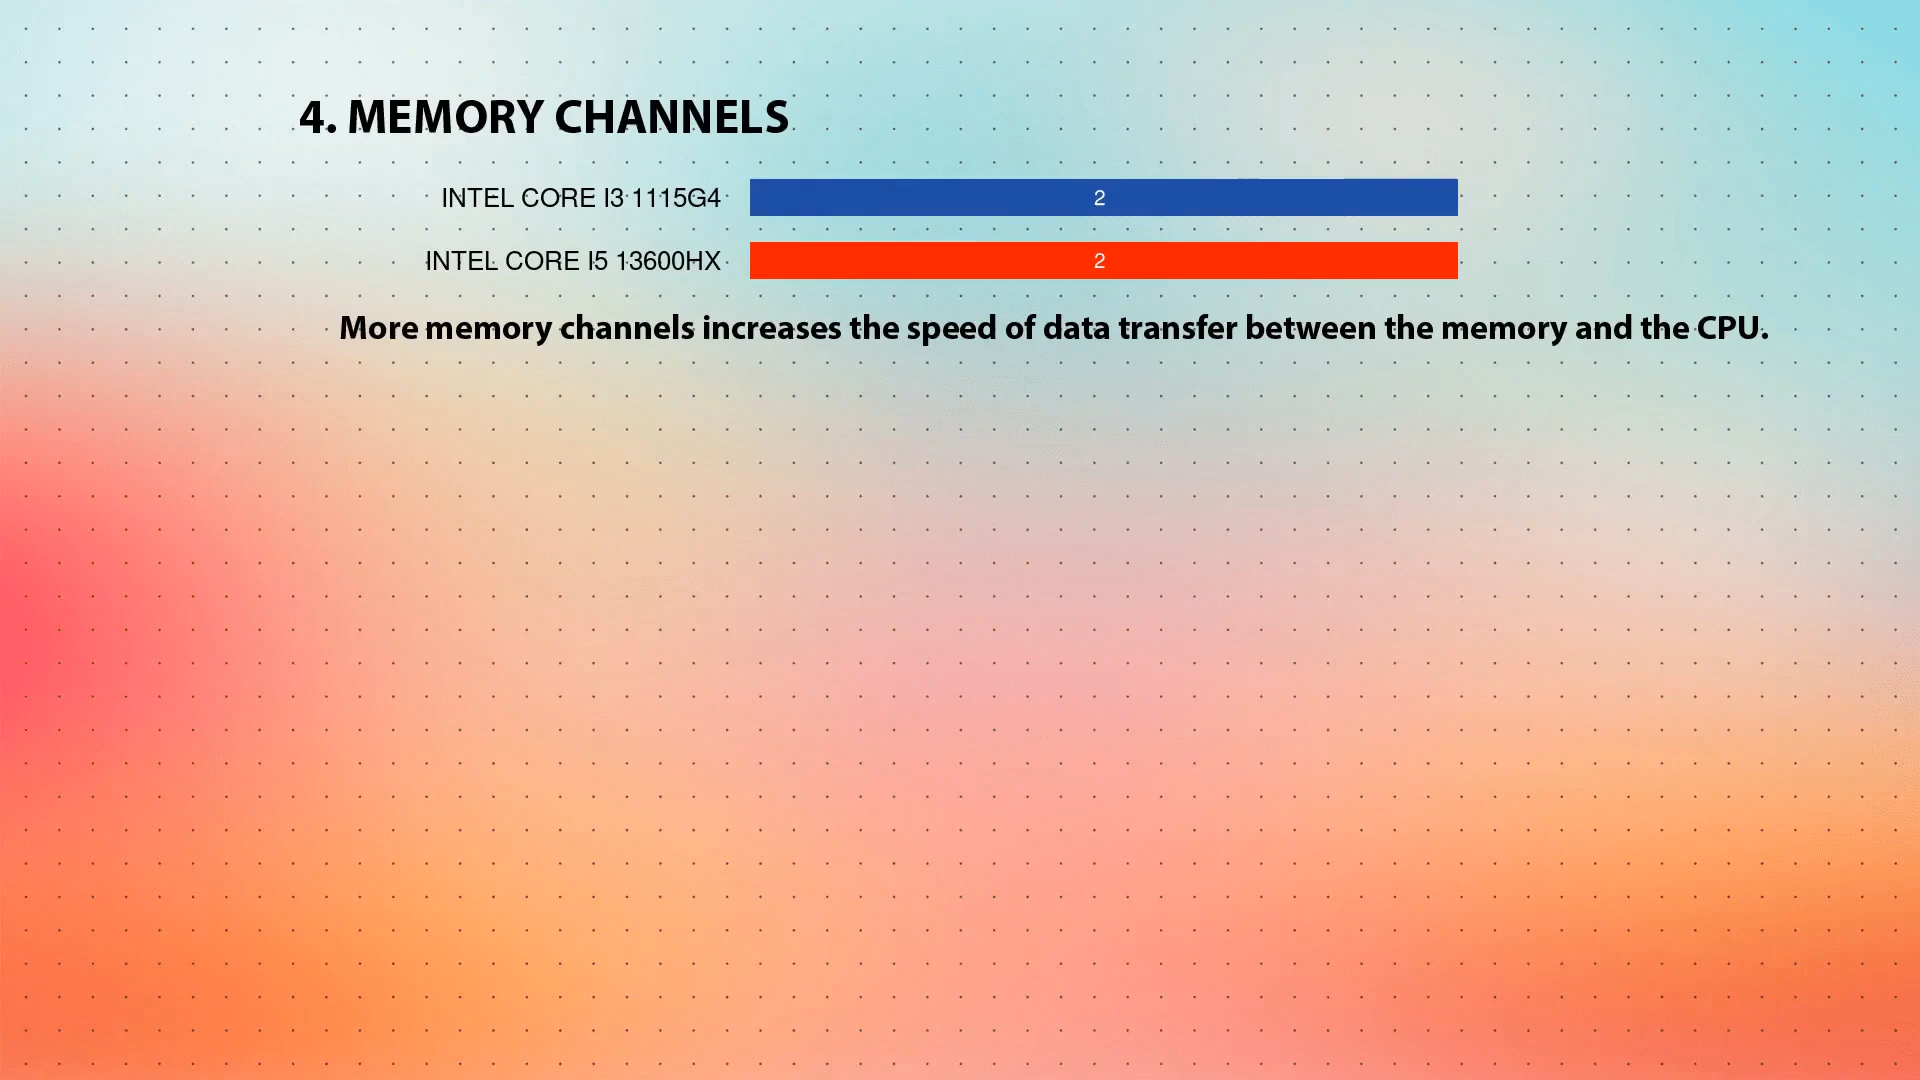 4. MEMORY CHANNELS
INTEL CORE I3 1115G4 2
INTEL CORE I5 13600HX 2
More memory channels increases the speed of data transfer between the memory and the CPU.